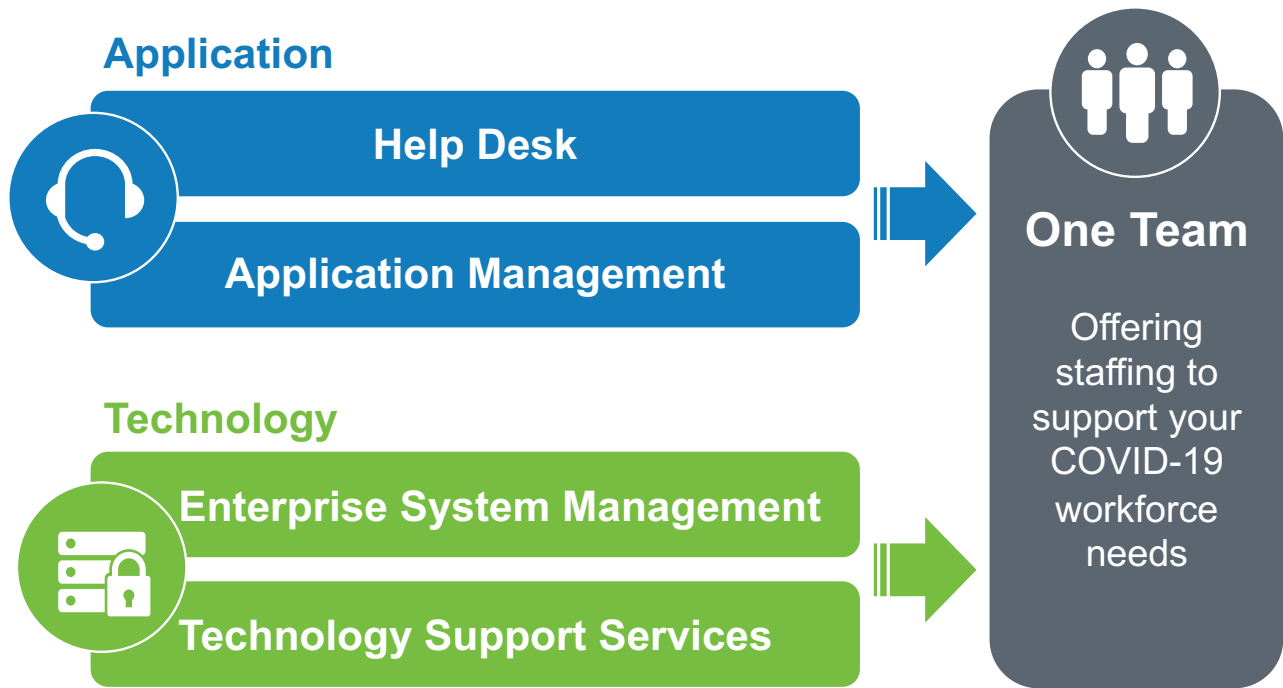 Application
Help Desk
Application Management
Technology
Enterprise System Management
Technology Support Services
One Team
Offering
staffing to
support your
COVID-19
workforce
needs